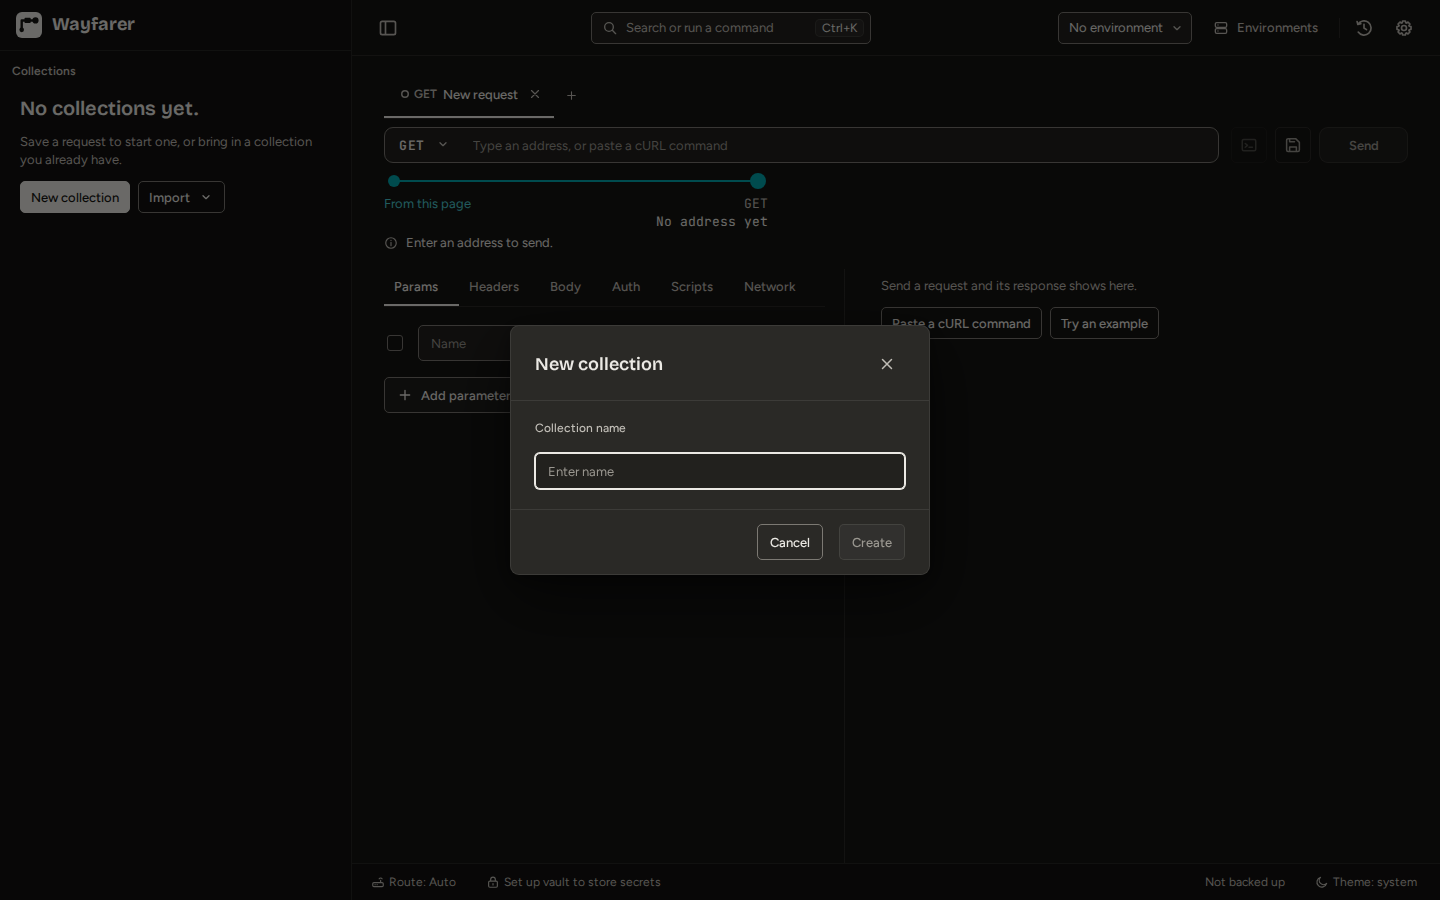 Wayfarer
Search or run a command
Ctrl+K
No environment
Environments
Collections
No collections yet.
Save a request to start one, or bring in a collection
you already have.
New collection
Import
GET New request
GET
Type an address, or paste a cURL command
Send
From this page
GET
No address yet
Enter an address to send.
Params
Headers
Body
Auth
Scripts
Network
Send a request and its response shows here.
Paste a cURL command
Try an example
Name
Add parameter
New collection
Collection name
Enter name
Cancel
Create
Route: Auto
Set up vault to store secrets
Not backed up
Theme: system